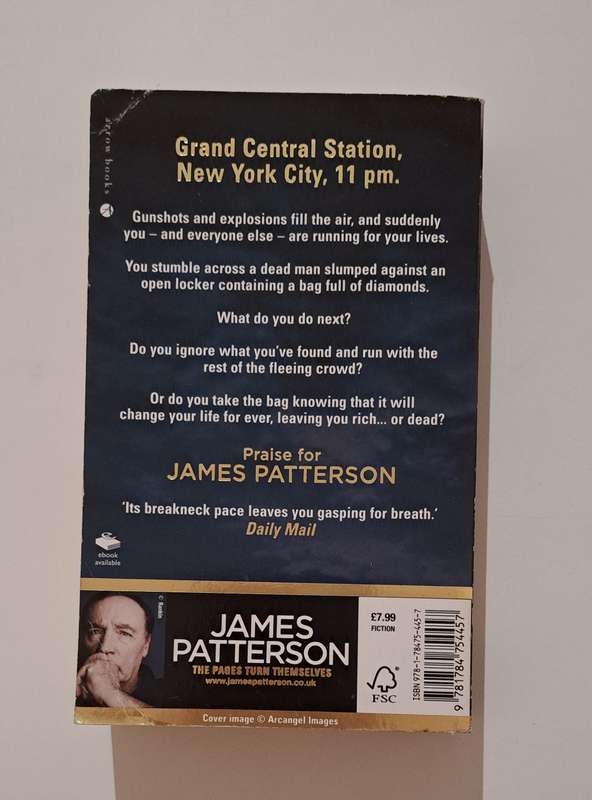 arrow books
Grand Central Station,
New York City, 11 pm.
Gunshots and explosions fill the air, and suddenly
you – and everyone else – are running for your lives.
You stumble across a dead man slumped against an
open locker containing a bag full of diamonds.
What do you do next?
Do you ignore what you've found and run with the
rest of the fleeing crowd?
Or do you take the bag knowing that it will
change your life for ever, leaving you rich... or dead?
Praise for
JAMES PATTERSON
'Its breakneck pace leaves you gasping for breath.'
Daily Mail
ebook
available
© Rankin
JAMES
PATTERSON
THE PAGES TURN THEMSELVES
www.jamespatterson.co.uk
£7.99
FICTION
FSC®
ISBN 978-1-78475-445-7
9 781784 754457
Cover image © Arcangel Images